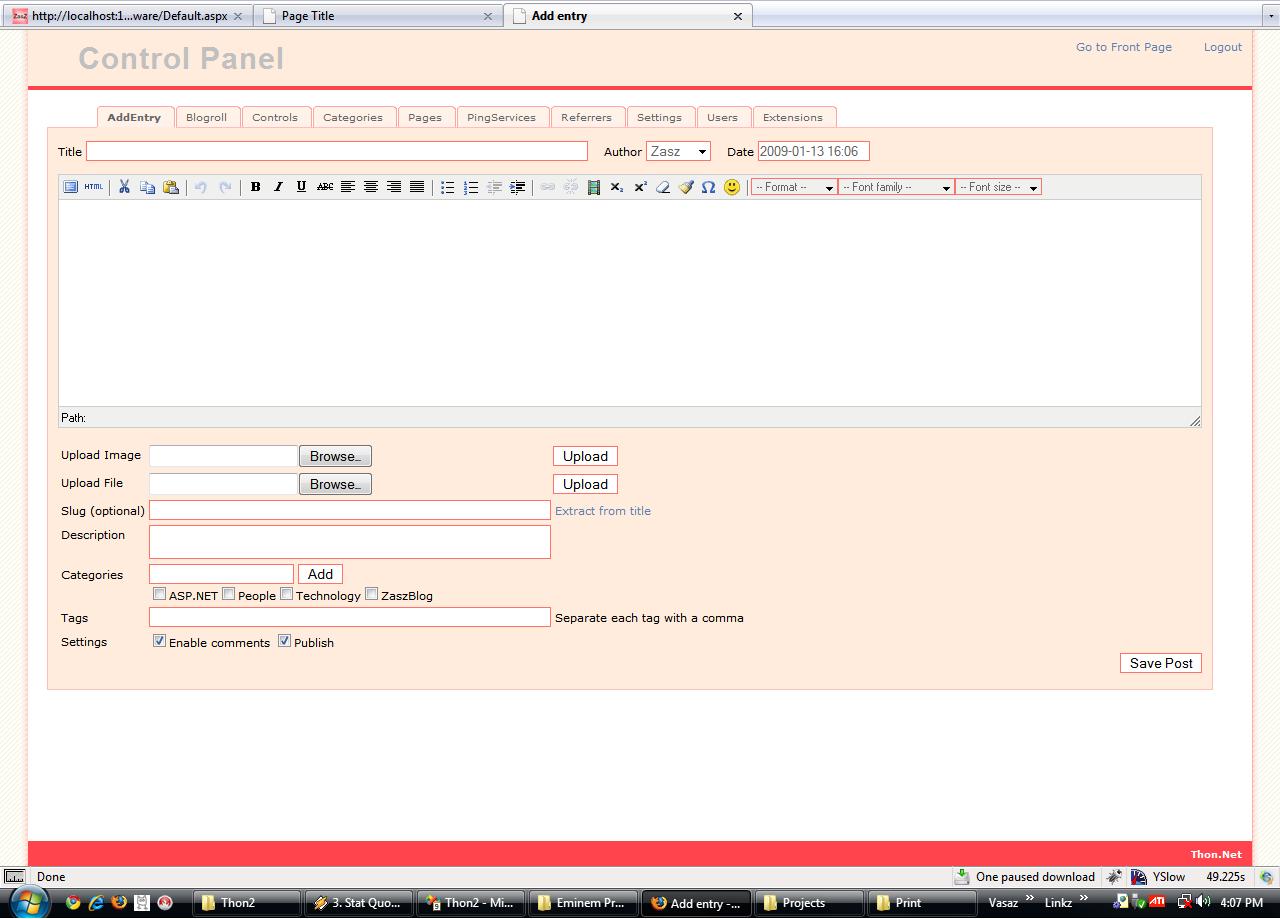 ZasZ http://localhost:1...ware/Default.aspx Page Title Add entry
Control Panel
Go to Front Page Logout
AddEntry Blogroll Controls Categories Pages PingServices Referrers Settings Users Extensions
Title Author Zasz Date 2009-01-13 16:06
HTML B I U ABC -- Format -- -- Font family -- -- Font size --
Path:
Upload Image Browse... Upload
Upload File Browse... Upload
Slug (optional) Extract from title
Description
Categories Add
ASP.NET People Technology ZaszBlog
Tags Separate each tag with a comma
Settings Enable comments Publish
Save Post
Thon.Net
Done One paused download YSlow 49.225s
Thon2 3. Stat Quo... Thon2 - Mi... Eminem Pr... Add entry -... Projects Print Vasaz » Linkz » ATI 4:07 PM